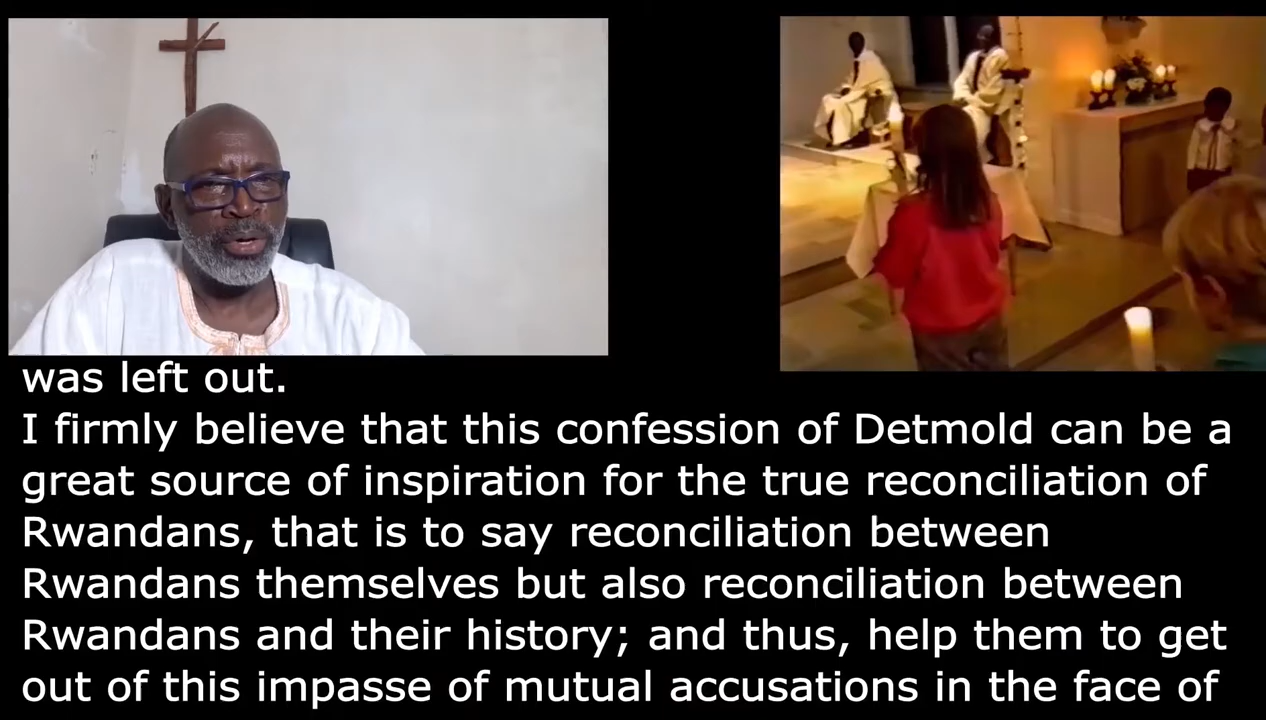 was left out.
I firmly believe that this confession of Detmold can be a
great source of inspiration for the true reconciliation of
Rwandans, that is to say reconciliation between
Rwandans themselves but also reconciliation between
Rwandans and their history; and thus, help them to get
out of this impasse of mutual accusations in the face of